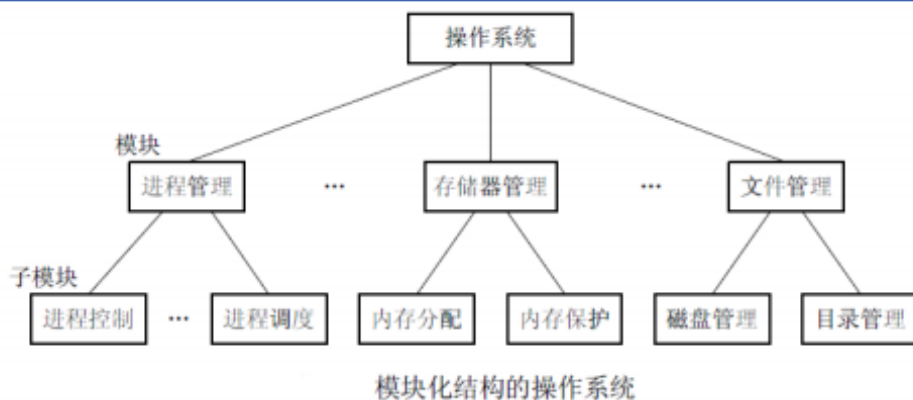 操作系统
模块
进程管理 ... 存储器管理 ... 文件管理
子模块
进程控制 ... 进程调度 内存分配 内存保护 磁盘管理 目录管理
模块化结构的操作系统